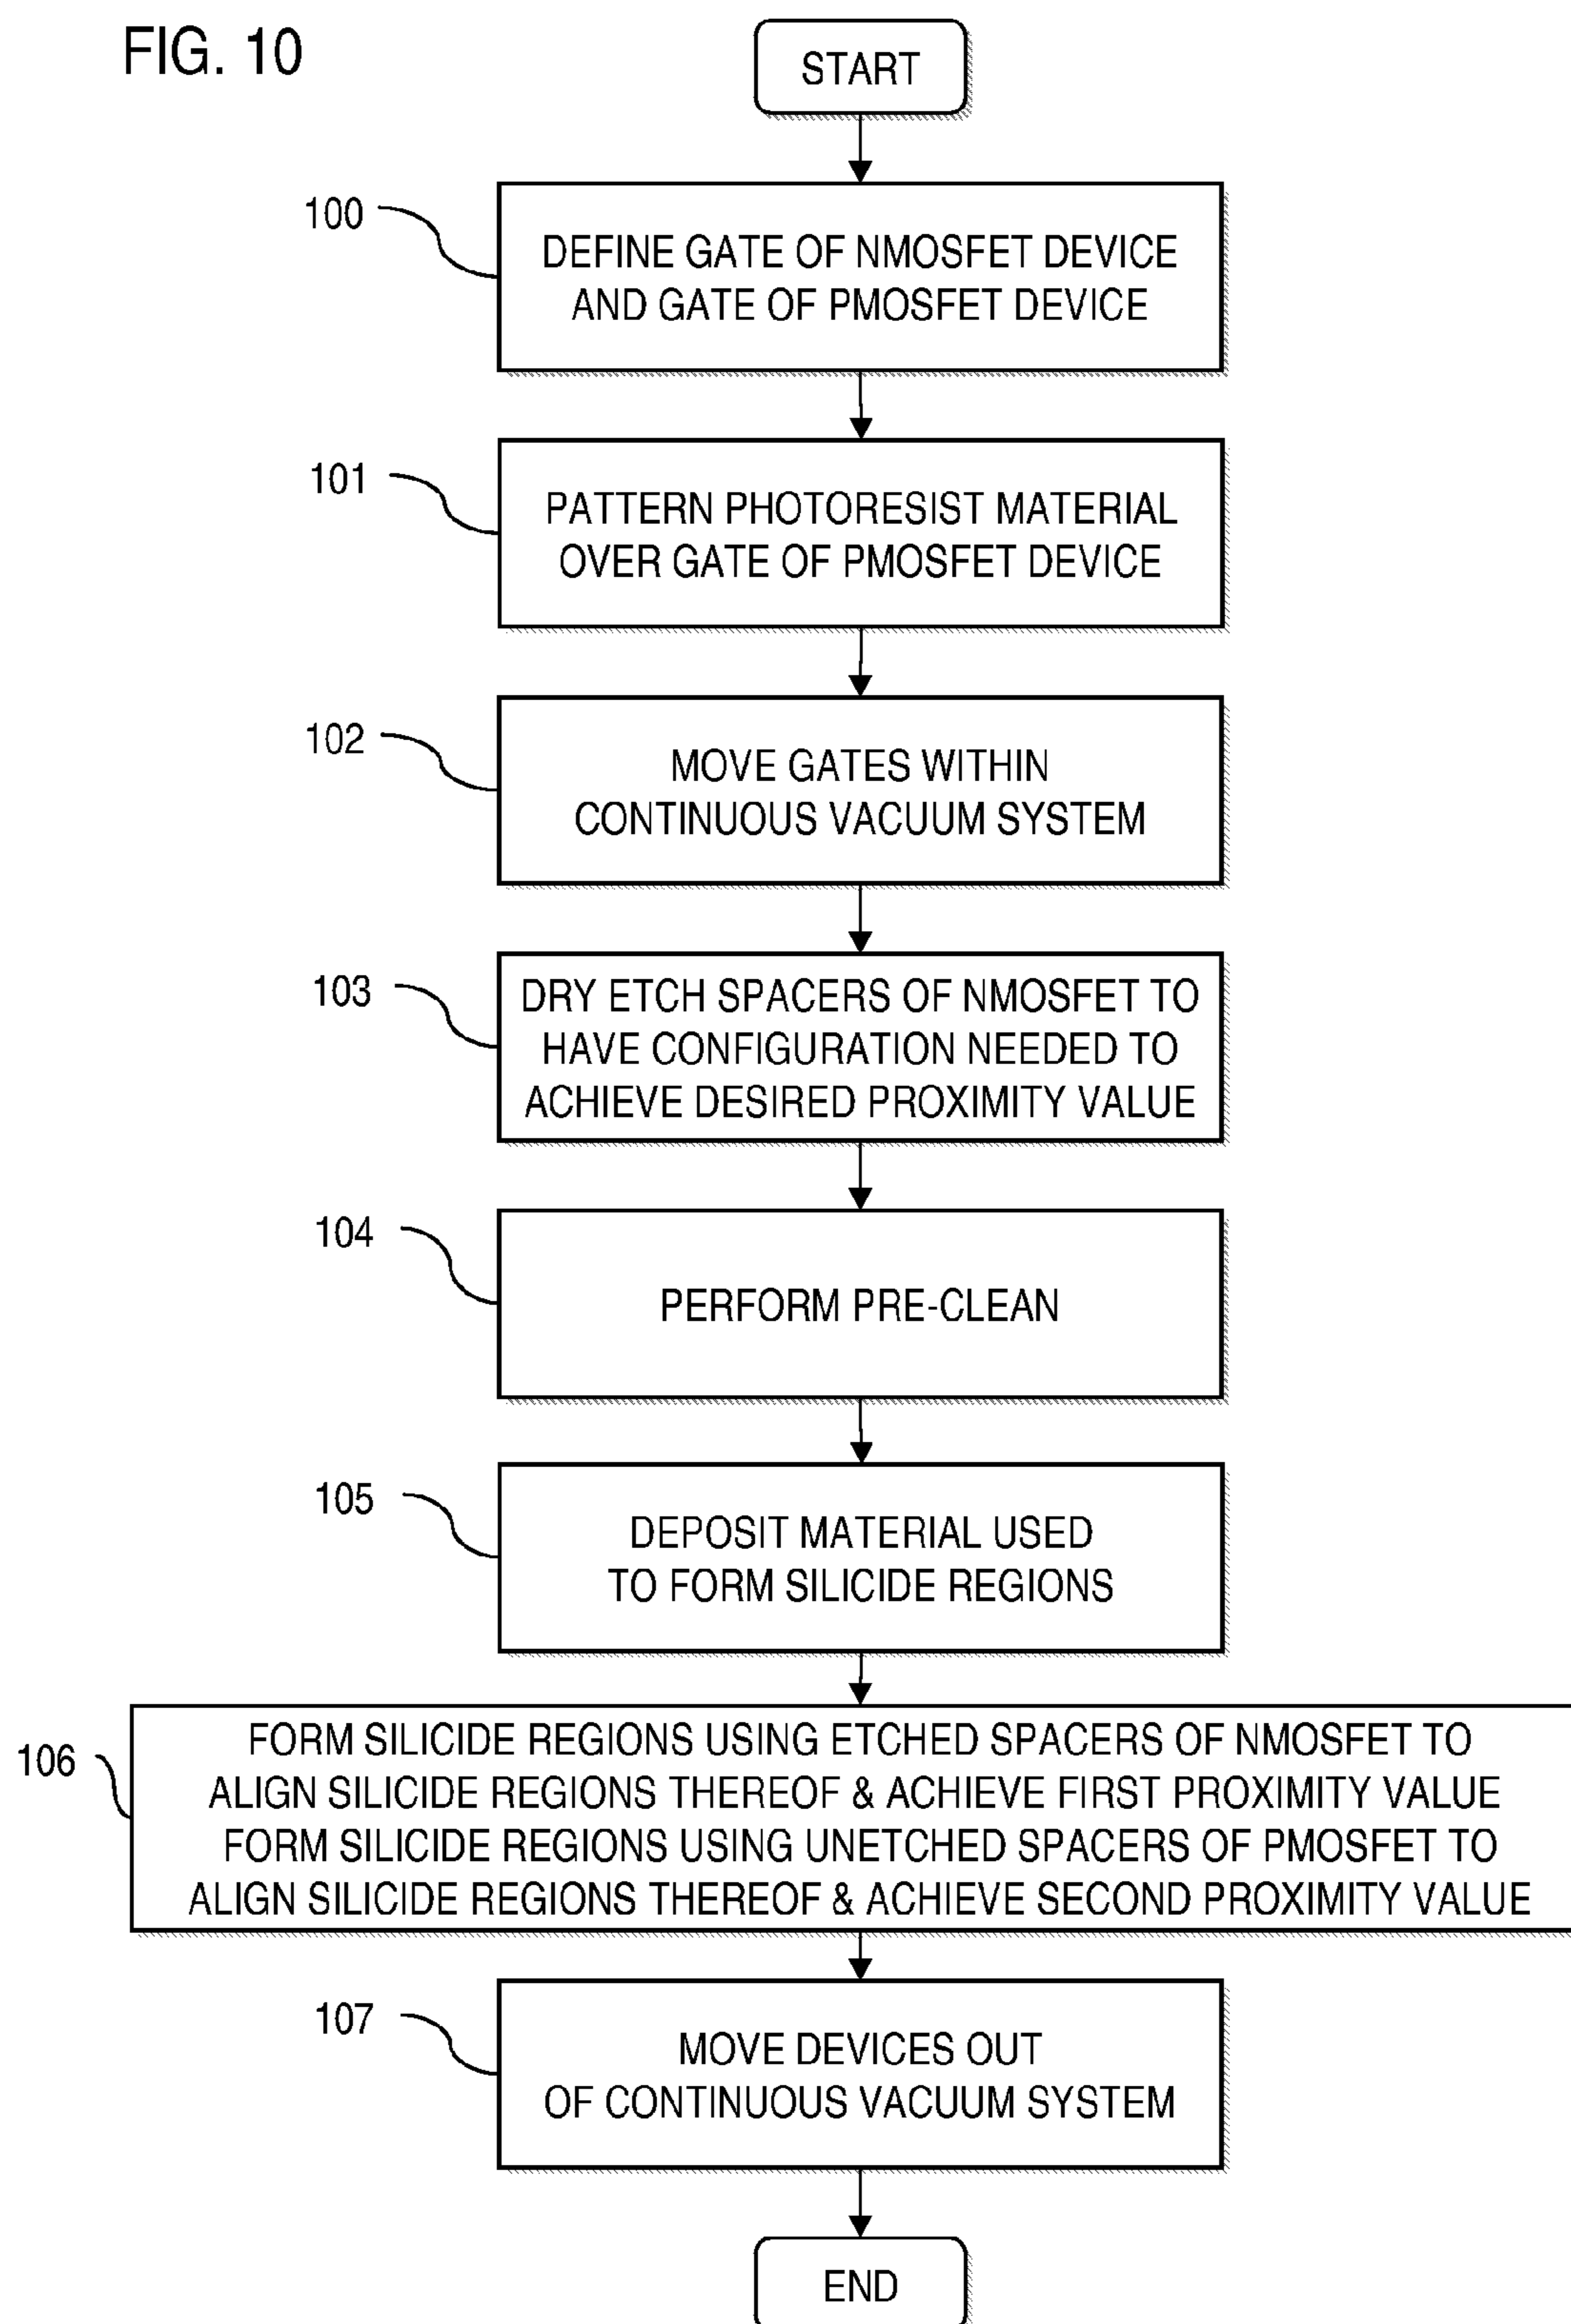 FIG. 10
START
100
DEFINE GATE OF NMOSFET DEVICE
AND GATE OF PMOSFET DEVICE
101
PATTERN PHOTORESIST MATERIAL
OVER GATE OF PMOSFET DEVICE
102
MOVE GATES WITHIN
CONTINUOUS VACUUM SYSTEM
103
DRY ETCH SPACERS OF NMOSFET TO
HAVE CONFIGURATION NEEDED TO
ACHIEVE DESIRED PROXIMITY VALUE
104
PERFORM PRE-CLEAN
105
DEPOSIT MATERIAL USED
TO FORM SILICIDE REGIONS
106
FORM SILICIDE REGIONS USING ETCHED SPACERS OF NMOSFET TO
ALIGN SILICIDE REGIONS THEREOF & ACHIEVE FIRST PROXIMITY VALUE
FORM SILICIDE REGIONS USING UNETCHED SPACERS OF PMOSFET TO
ALIGN SILICIDE REGIONS THEREOF & ACHIEVE SECOND PROXIMITY VALUE
107
MOVE DEVICES OUT
OF CONTINUOUS VACUUM SYSTEM
END